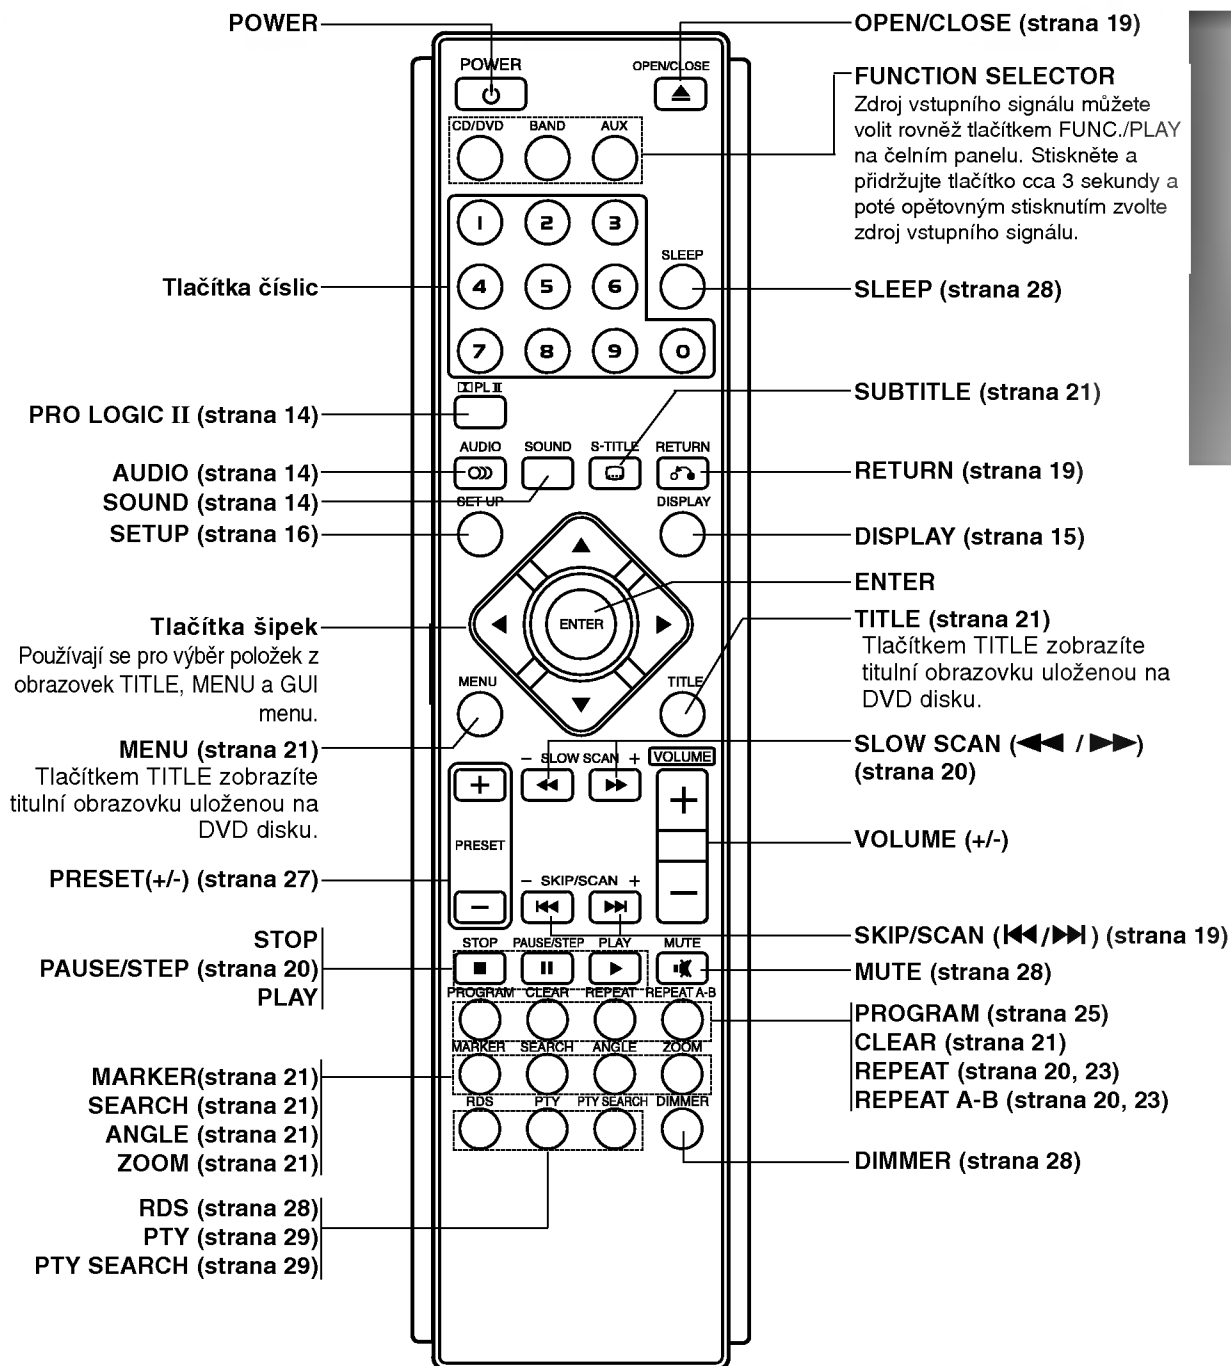 POWER
OPEN/CLOSE (strana 19)
FUNCTION SELECTOR
Zdroj vstupního signálu můžete
volit rovněž tlačítkem FUNC./PLAY
na čelním panelu. Stiskněte a
přidržujte tlačítko cca 3 sekundy a
poté opětovným stisknutím zvolte
zdroj vstupního signálu.
POWER
OPEN/CLOSE
CD/DVD BAND AUX
1 2 3
SLEEP
4 5 6
7 8 9 0
Tlačítka číslic
SLEEP (strana 28)
PL II
SUBTITLE (strana 21)
PRO LOGIC II (strana 14)
AUDIO SOUND S-TITLE RETURN
AUDIO (strana 14)
RETURN (strana 19)
SOUND (strana 14)
SET UP DISPLAY
SETUP (strana 16)
DISPLAY (strana 15)
ENTER
ENTER
Tlačítka šipek
Používají se pro výběr položek z
obrazovek TITLE, MENU a GUI
menu.
TITLE (strana 21)
Tlačítkem TITLE zobrazíte
titulní obrazovku uloženou na
DVD disku.
MENU TITLE
MENU (strana 21)
Tlačítkem TITLE zobrazíte
titulní obrazovku uloženou na
DVD disku.
SLOW SCAN (◀◀ / ▶▶)
(strana 20)
– SLOW SCAN + VOLUME
+ ◀◀ ▶▶ +
PRESET
VOLUME (+/-)
PRESET(+/-) (strana 27)
– SKIP/SCAN +
– ⏮ ⏭ –
SKIP/SCAN (⏮/⏭) (strana 19)
STOP
PAUSE/STEP (strana 20)
PLAY
STOP PAUSE/STEP PLAY MUTE
MUTE (strana 28)
PROGRAM CLEAR REPEAT REPEAT A-B
PROGRAM (strana 25)
CLEAR (strana 21)
REPEAT (strana 20, 23)
REPEAT A-B (strana 20, 23)
MARKER SEARCH ANGLE ZOOM
MARKER(strana 21)
SEARCH (strana 21)
ANGLE (strana 21)
ZOOM (strana 21)
RDS PTY PTY SEARCH DIMMER
DIMMER (strana 28)
RDS (strana 28)
PTY (strana 29)
PTY SEARCH (strana 29)